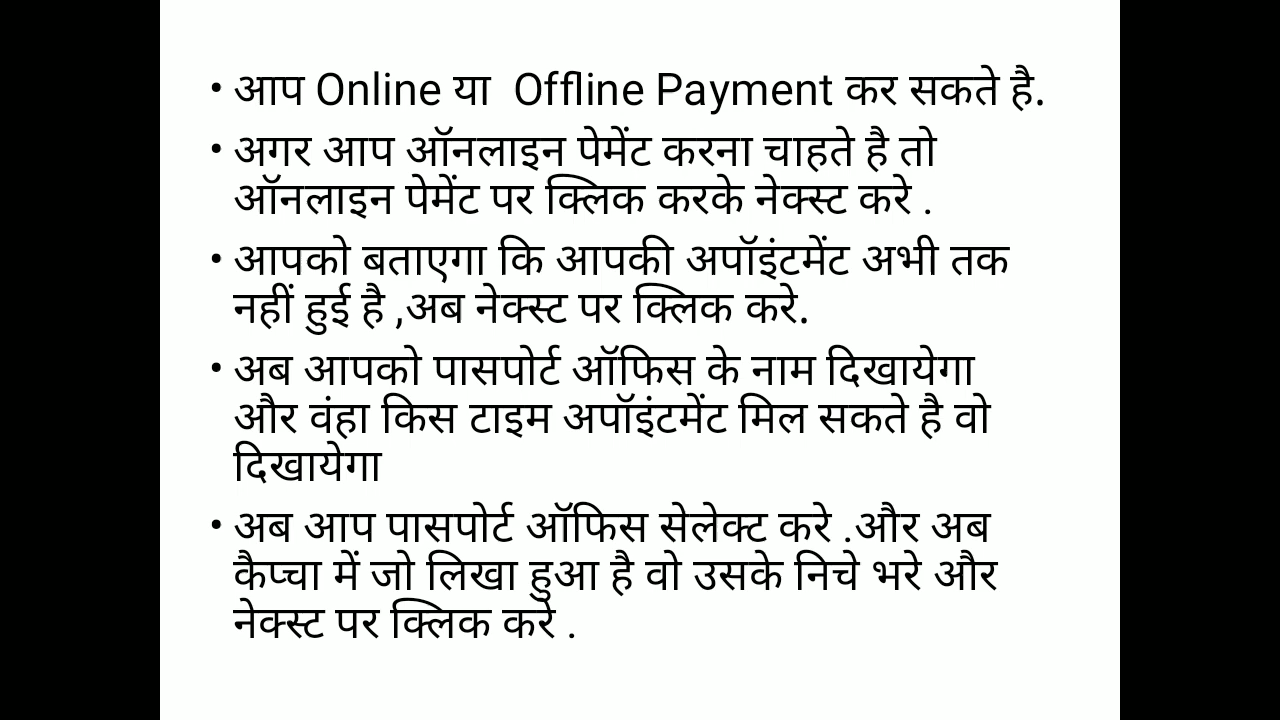 • आप Online या  Offline Payment कर सकते है.
• अगर आप ऑनलाइन पेमेंट करना चाहते है तो
ऑनलाइन पेमेंट पर क्लिक करके नेक्स्ट करे .
• आपको बताएगा कि आपकी अपॉइंटमेंट अभी तक
नहीं हुई है ,अब नेक्स्ट पर क्लिक करे.
• अब आपको पासपोर्ट ऑफिस के नाम दिखायेगा
और वंहा किस टाइम अपॉइंटमेंट मिल सकते है वो
दिखायेगा
• अब आप पासपोर्ट ऑफिस सेलेक्ट करे .और अब
कैप्चा में जो लिखा हुआ है वो उसके निचे भरे और
नेक्स्ट पर क्लिक करे .